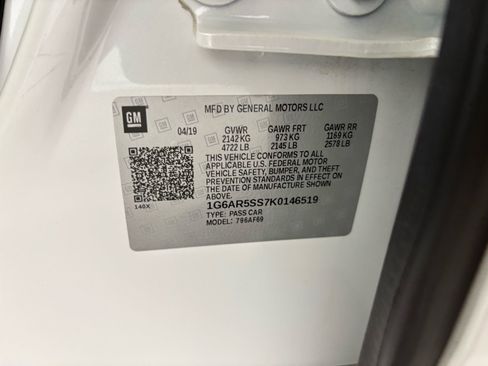 GM
MFD BY GENERAL MOTORS LLC
04/19 GVWR GAWR FRT GAWR RR
2142 KG 973 KG 1169 KG
4722 LB 2145 LB 2578 LB
THIS VEHICLE CONFORMS TO ALL
APPLICABLE U.S. FEDERAL MOTOR
VEHICLE SAFETY, BUMPER, AND THEFT
PREVENTION STANDARDS IN EFFECT ON
THE DATE OF MANUFACTURE SHOWN
ABOVE.
140X
1G6AR5SS7K0146519
TYPE: PASS CAR
MODEL: 796AF69